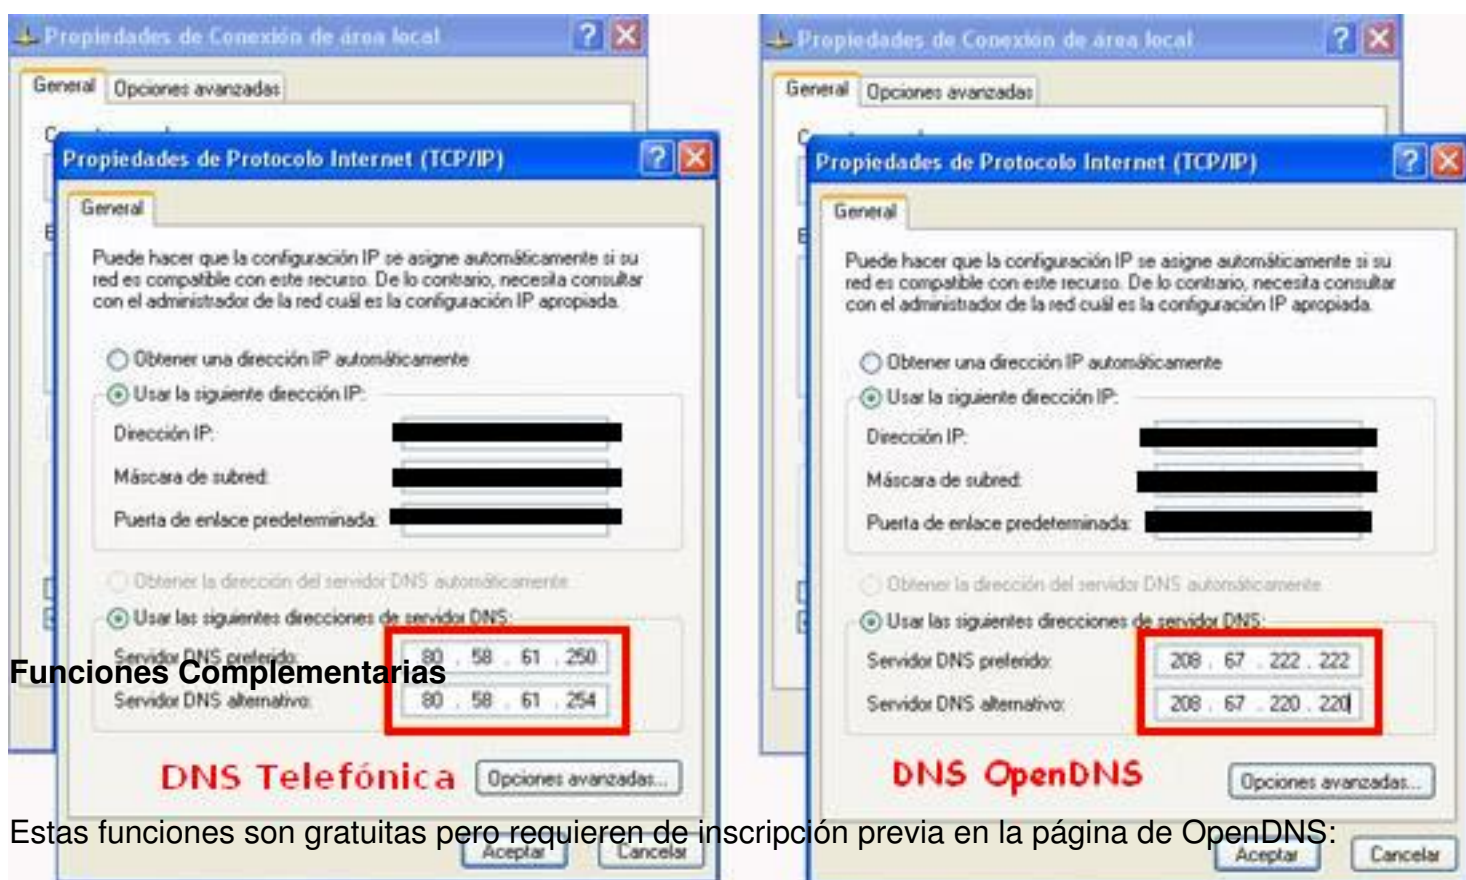 Propiedades de Conexión de área local
General Opciones avanzadas
Propiedades de Protocolo Internet (TCP/IP)
General
Puede hacer que la configuración IP se asigne automáticamente si su
red es compatible con este recurso. De lo contrario, necesita consultar
con el administrador de la red cuál es la configuración IP apropiada.
Obtener una dirección IP automáticamente
Usar la siguiente dirección IP:
Dirección IP:
Máscara de subred:
Puerta de enlace predeterminada:
Obtener la dirección del servidor DNS automáticamente
Usar las siguientes direcciones de servidor DNS:
Servidor DNS preferido: 80 . 58 . 61 . 250
Servidor DNS alternativo: 80 . 58 . 61 . 254
DNS Telefónica
Opciones avanzadas...
Aceptar Cancelar
Propiedades de Conexión de área local
General Opciones avanzadas
Propiedades de Protocolo Internet (TCP/IP)
General
Puede hacer que la configuración IP se asigne automáticamente si su
red es compatible con este recurso. De lo contrario, necesita consultar
con el administrador de la red cuál es la configuración IP apropiada.
Obtener una dirección IP automáticamente
Usar la siguiente dirección IP:
Dirección IP:
Máscara de subred:
Puerta de enlace predeterminada:
Obtener la dirección del servidor DNS automáticamente
Usar las siguientes direcciones de servidor DNS:
Servidor DNS preferido: 208 . 67 . 222 . 222
Servidor DNS alternativo: 208 . 67 . 220 . 220
DNS OpenDNS
Opciones avanzadas...
Aceptar Cancelar
Funciones Complementarias
Estas funciones son gratuitas pero requieren de inscripción previa en la página de OpenDNS: